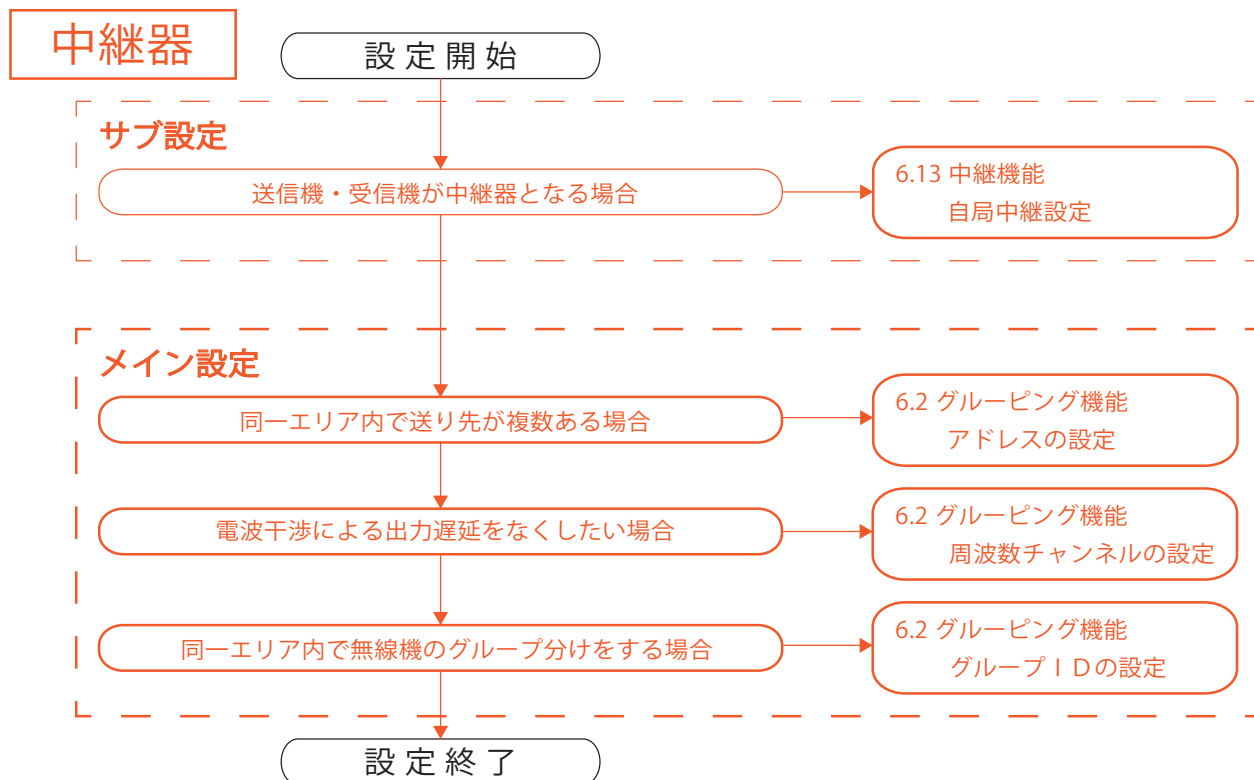 中継器
設定開始
サブ設定
送信機・受信機が中継器となる場合
6.13 中継機能
自局中継設定
メイン設定
同一エリア内で送り先が複数ある場合
6.2 グルーピング機能
アドレスの設定
電波干渉による出力遅延をなくしたい場合
6.2 グルーピング機能
周波数チャンネルの設定
同一エリア内で無線機のグループ分けをする場合
6.2 グルーピング機能
グループＩＤの設定
設定終了